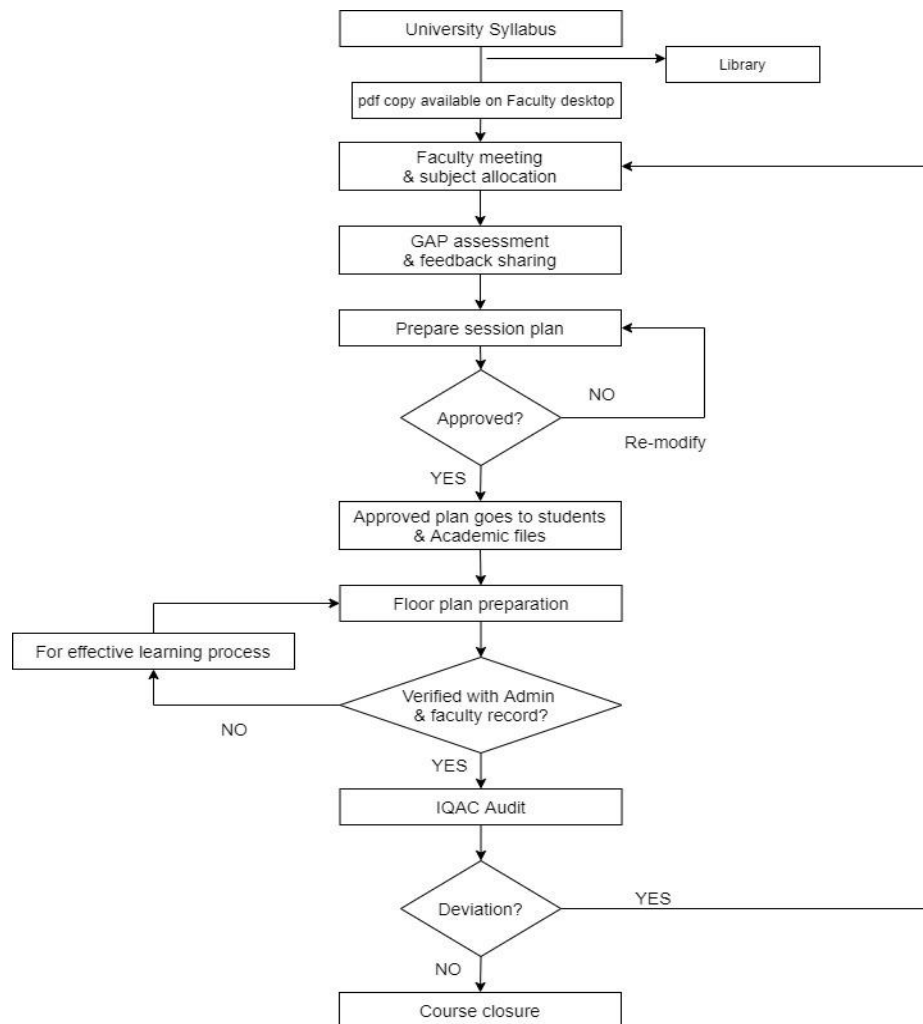 University Syllabus
Library
pdf copy available on Faculty desktop
Faculty meeting
& subject allocation
GAP assessment
& feedback sharing
Prepare session plan
NO
Approved?
Re-modify
YES
Approved plan goes to students
& Academic files
Floor plan preparation
For effective learning process
Verified with Admin
& faculty record?
NO
YES
IQAC Audit
YES
Deviation?
NO
Course closure